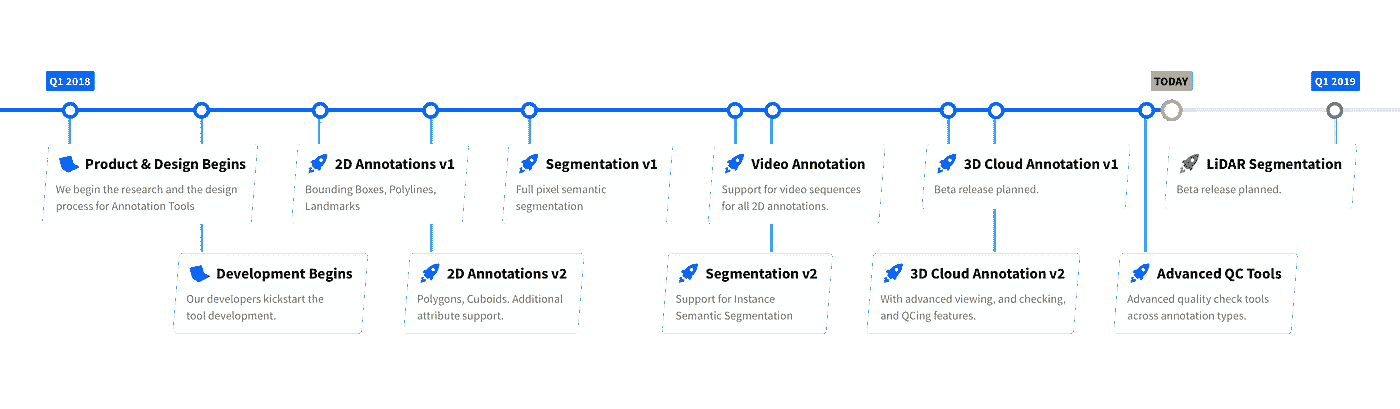 Q1 2018
TODAY
Q1 2019
Product & Design Begins
We begin the research and the design
process for Annotation Tools
2D Annotations v1
Bounding Boxes, Polylines,
Landmarks
Segmentation v1
Full pixel semantic
segmentation
Video Annotation
Support for video sequences
for all 2D annotations.
3D Cloud Annotation v1
Beta release planned.
LiDAR Segmentation
Beta release planned.
Development Begins
Our developers kickstart the
tool development.
2D Annotations v2
Polygons, Cuboids. Additional
attribute support.
Segmentation v2
Support for Instance
Semantic Segmentation
3D Cloud Annotation v2
With advanced viewing, and checking,
and QCing features.
Advanced QC Tools
Advanced quality check tools
across annotation types.